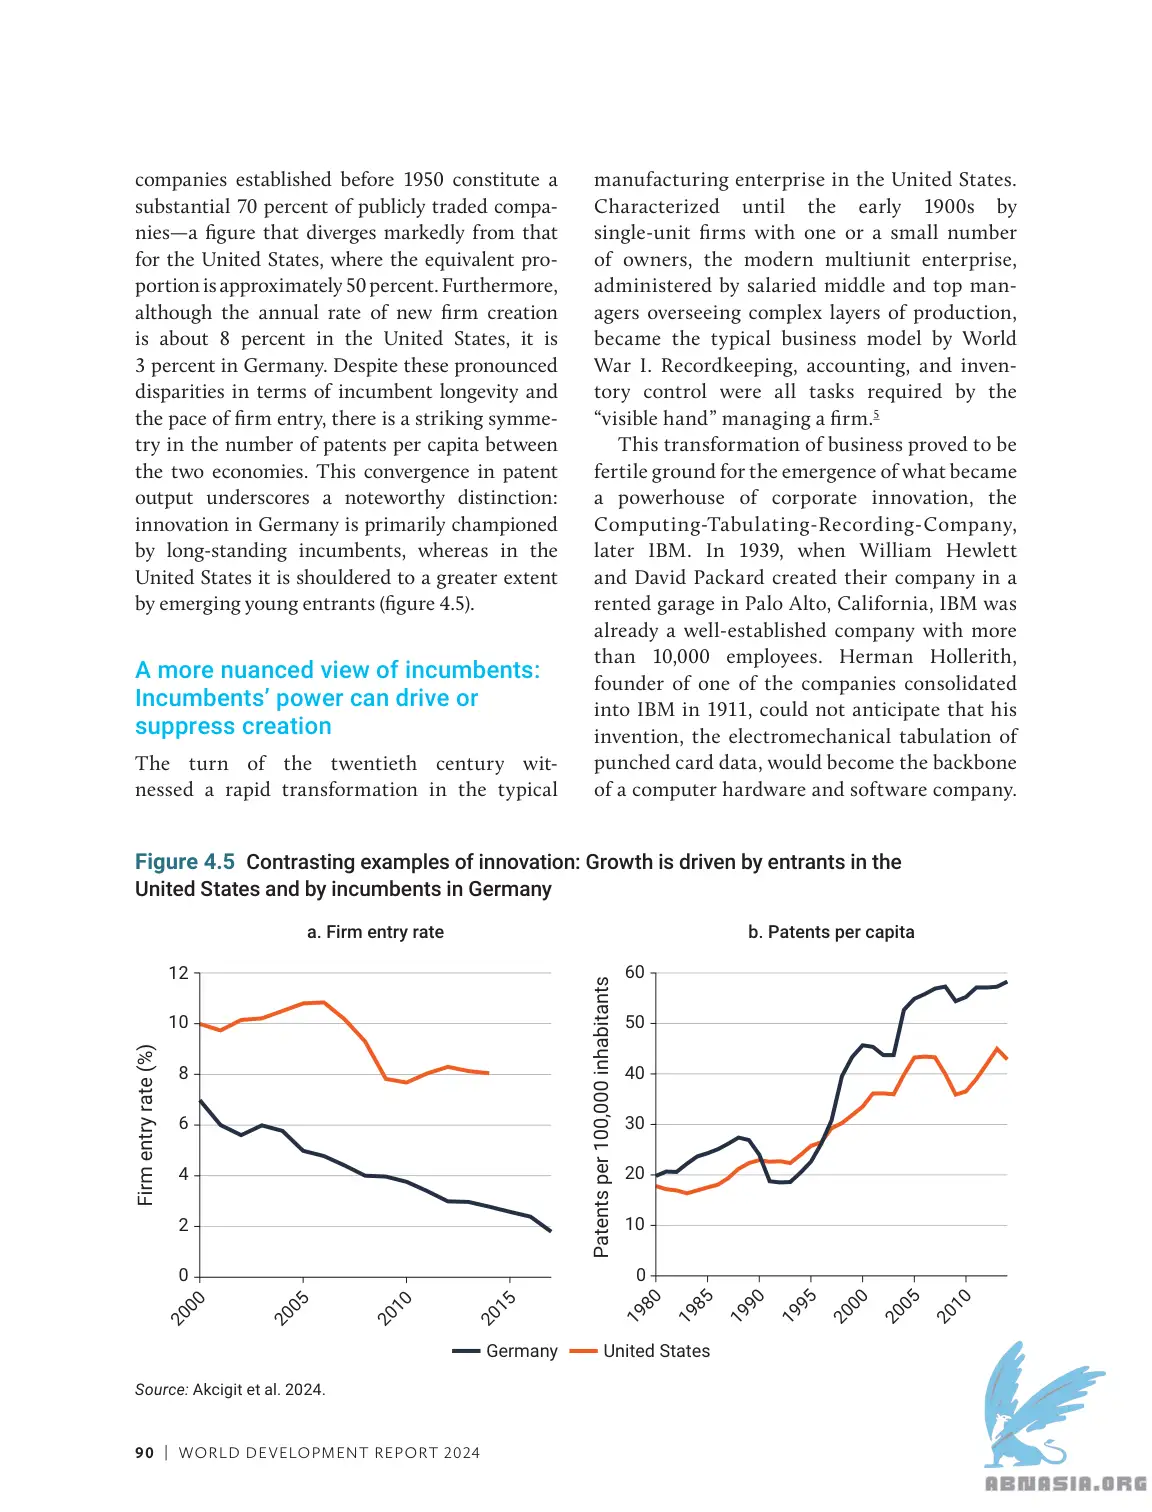 companies established before 1950 constitute a
substantial 70 percent of publicly traded compa-
nies—a figure that diverges markedly from that
for the United States, where the equivalent pro-
portion is approximately 50 percent. Furthermore,
although the annual rate of new firm creation
is about 8 percent in the United States, it is
3 percent in Germany. Despite these pronounced
disparities in terms of incumbent longevity and
the pace of firm entry, there is a striking symme-
try in the number of patents per capita between
the two economies. This convergence in patent
output underscores a noteworthy distinction:
innovation in Germany is primarily championed
by long-standing incumbents, whereas in the
United States it is shouldered to a greater extent
by emerging young entrants (figure 4.5).
A more nuanced view of incumbents:
Incumbents’ power can drive or
suppress creation
The turn of the twentieth century wit-
nessed a rapid transformation in the typical
manufacturing enterprise in the United States.
Characterized until the early 1900s by
single-unit firms with one or a small number
of owners, the modern multiunit enterprise,
administered by salaried middle and top man-
agers overseeing complex layers of production,
became the typical business model by World
War I. Recordkeeping, accounting, and inven-
tory control were all tasks required by the
“visible hand” managing a firm.5
This transformation of business proved to be
fertile ground for the emergence of what became
a powerhouse of corporate innovation, the
Computing-Tabulating-Recording-Company,
later IBM. In 1939, when William Hewlett
and David Packard created their company in a
rented garage in Palo Alto, California, IBM was
already a well-established company with more
than 10,000 employees. Herman Hollerith,
founder of one of the companies consolidated
into IBM in 1911, could not anticipate that his
invention, the electromechanical tabulation of
punched card data, would become the backbone
of a computer hardware and software company.
Figure 4.5 Contrasting examples of innovation: Growth is driven by entrants in the
United States and by incumbents in Germany
a. Firm entry rate
Firm entry rate (%)
12
10
8
6
4
2
0
2000
2005
2010
2015
b. Patents per capita
Patents per 100,000 inhabitants
60
50
40
30
20
10
0
1980
1985
1990
1995
2000
2005
2010
Germany
United States
Source: Akcigit et al. 2024.
90 | WORLD DEVELOPMENT REPORT 2024
ABNASIA.ORG